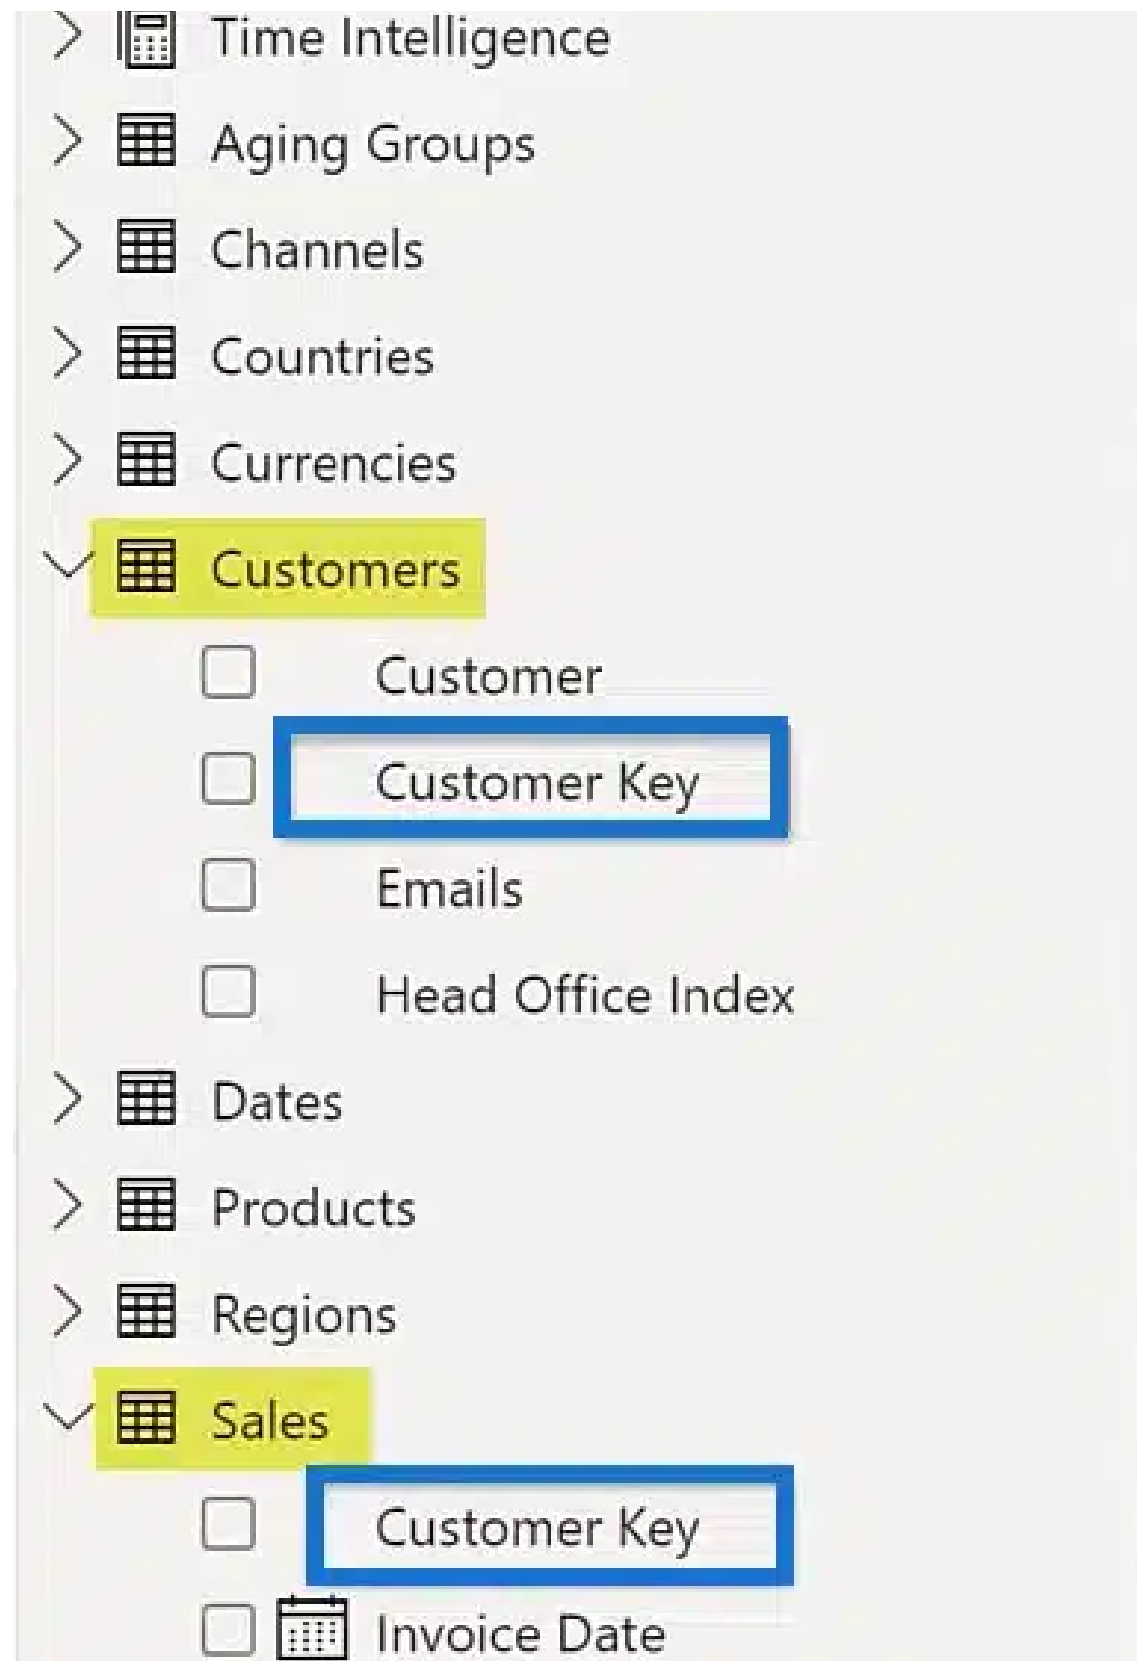 Time Intelligence
Aging Groups
Channels
Countries
Currencies
Customers
Customer
Customer Key
Emails
Head Office Index
Dates
Products
Regions
Sales
Customer Key
Invoice Date